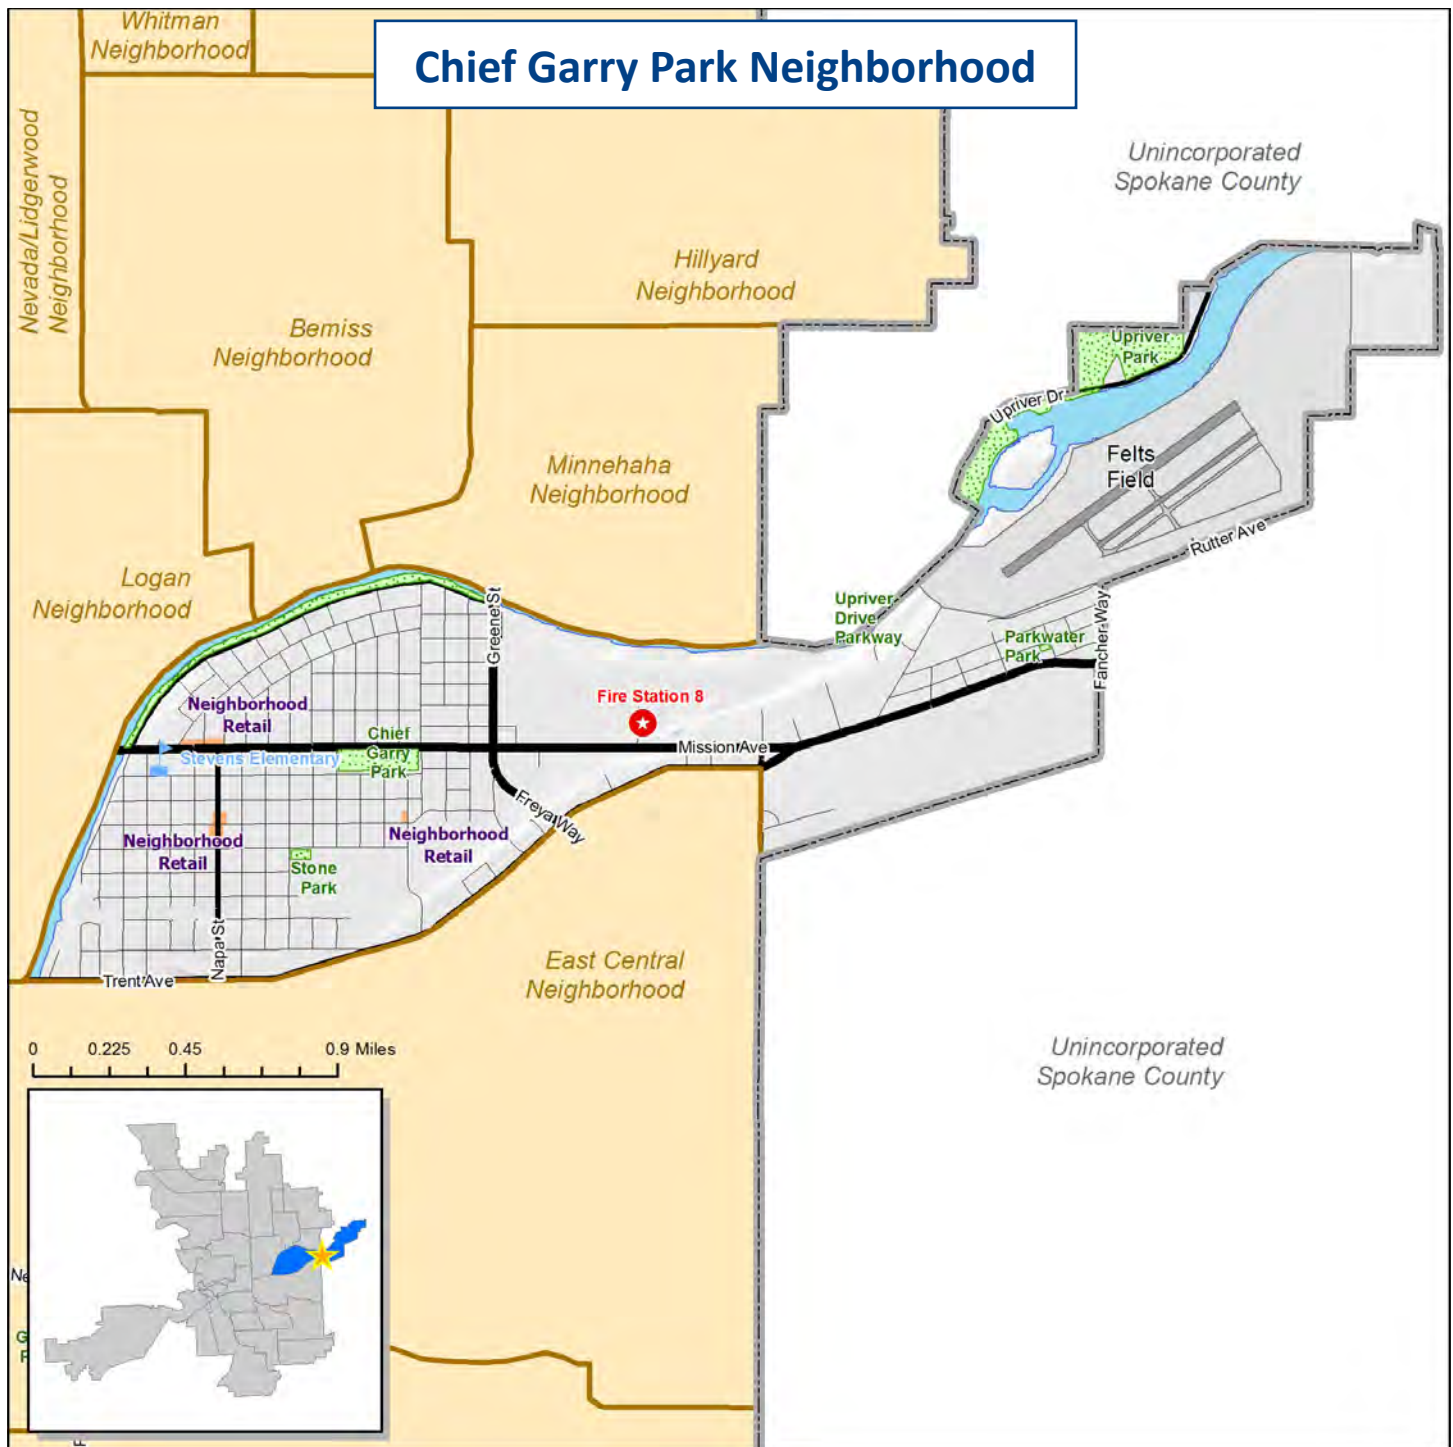 Whitman
Neighborhood
Chief Garry Park Neighborhood
Nevada/Lidgerwood
Neighborhood
Unincorporated
Spokane County
Hillyard
Neighborhood
Bemiss
Neighborhood
Upriver
Park
Upriver Dr
Minnehaha
Neighborhood
Felts
Field
Rutter Ave
Logan
Neighborhood
Greene St
Upriver
Drive
Parkway
Fancher Way
Parkwater
Park
Neighborhood
Retail
Fire Station 8
Chief
Garry
Park
Mission Ave
Stevens Elementary
Freya Way
Neighborhood
Retail
Neighborhood
Retail
Stone
Park
Napa St
Trent Ave
East Central
Neighborhood
0 0.225 0.45 0.9 Miles
Unincorporated
Spokane County
Ne
G